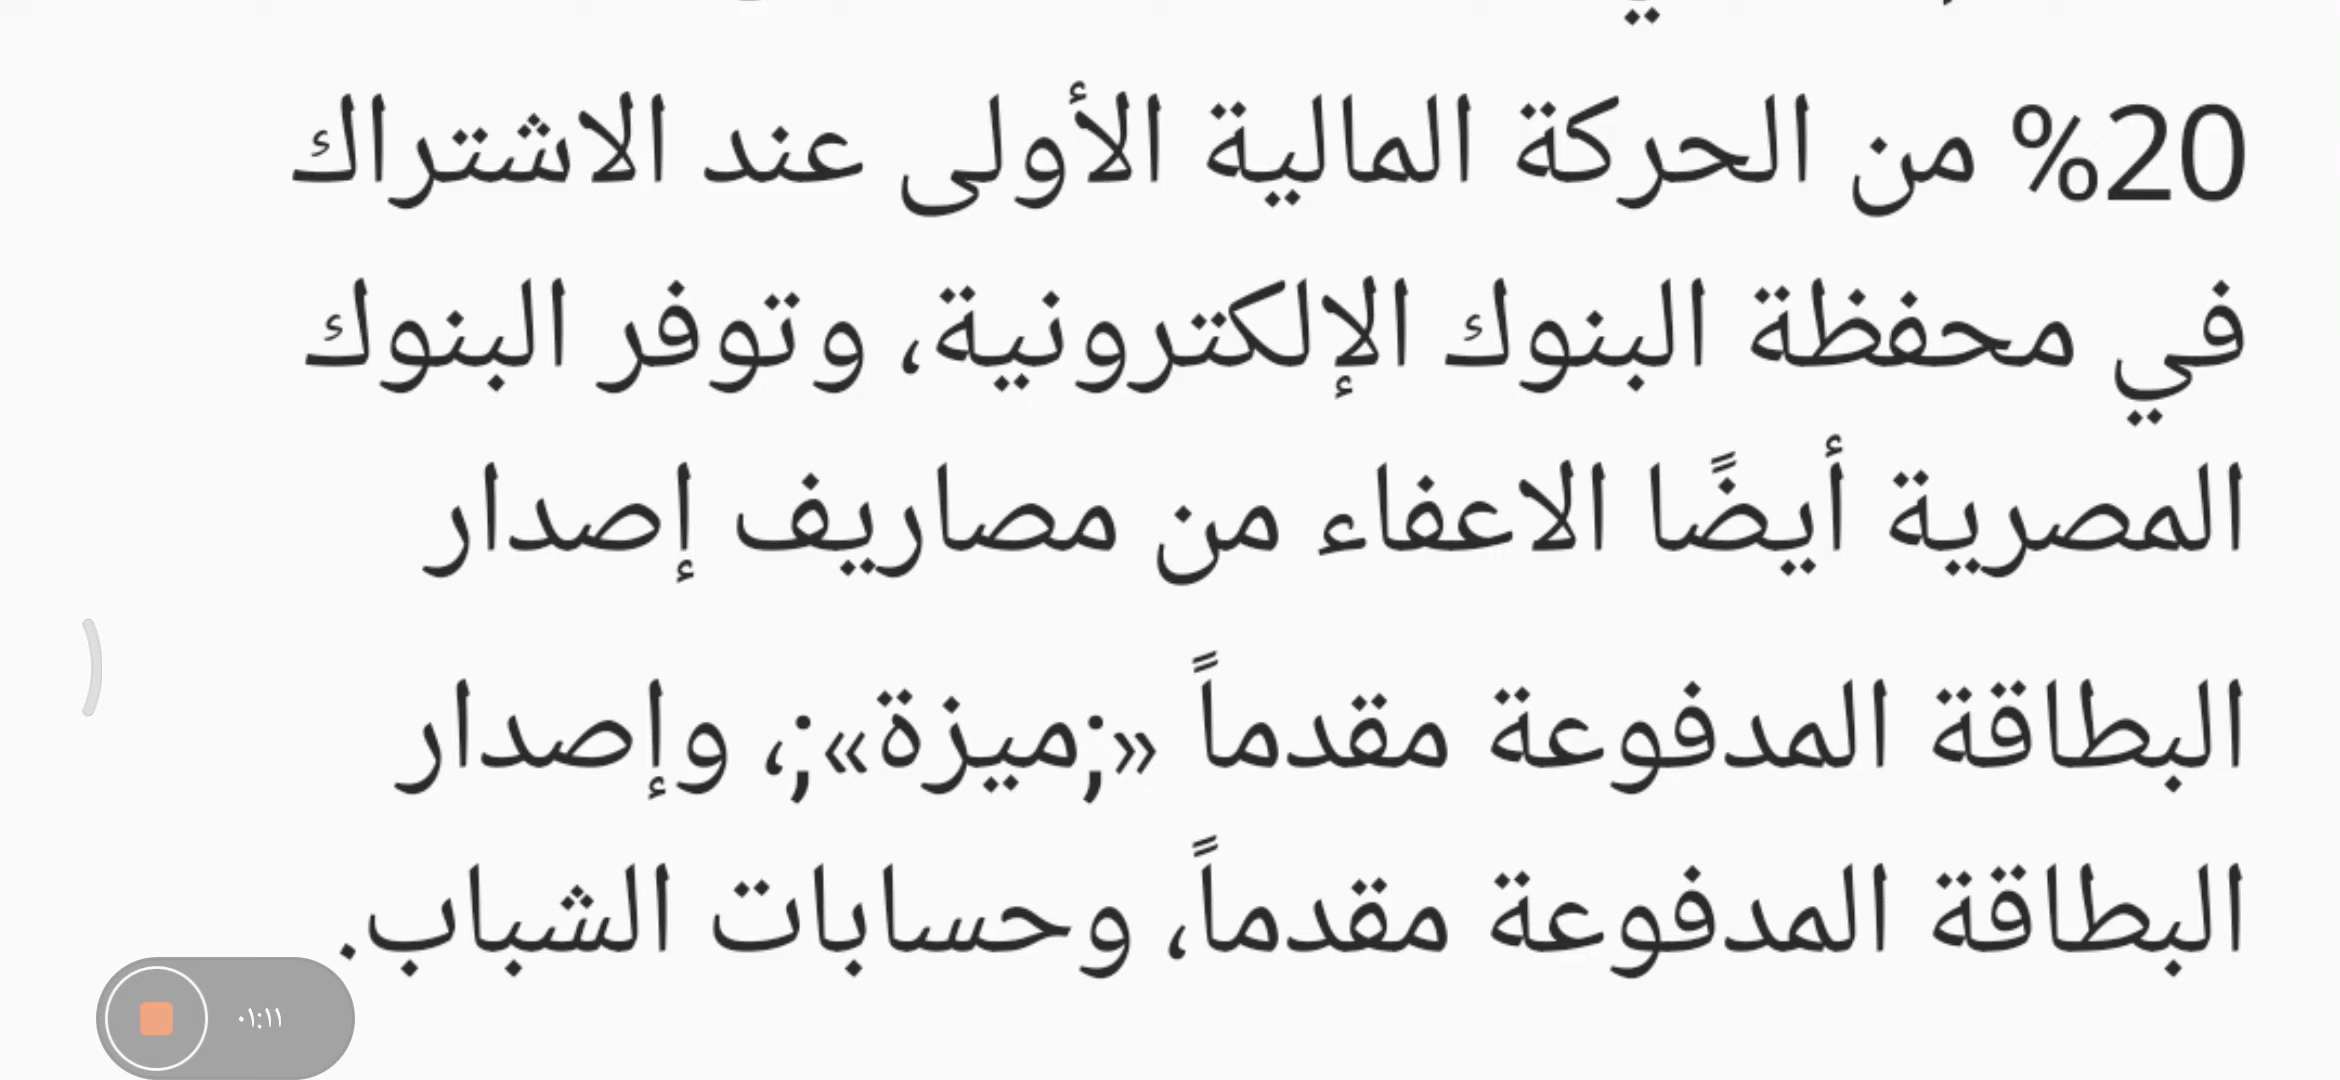 20% من الحركة المالية الأولى عند الاشتراك
في محفظة البنوك الإلكترونية، وتوفر البنوك
المصرية أيضًا الاعفاء من مصاريف إصدار
البطاقة المدفوعة مقدماً «;ميزة»;، وإصدار
البطاقة المدفوعة مقدماً، وحسابات الشباب.
٠١:١١